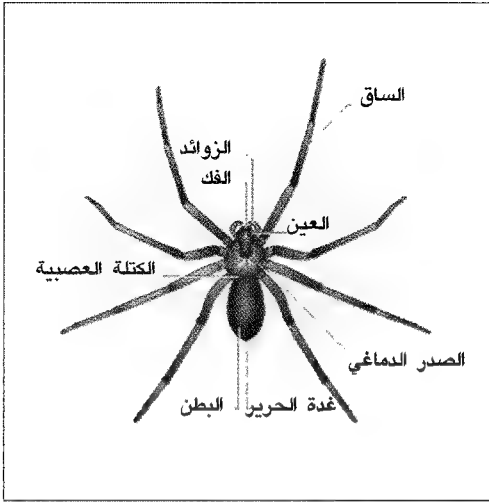 الساق
الزوائد
الفك
العين
الكتلة العصبية
الصدر الدماغي
غدة الحرير
البطن